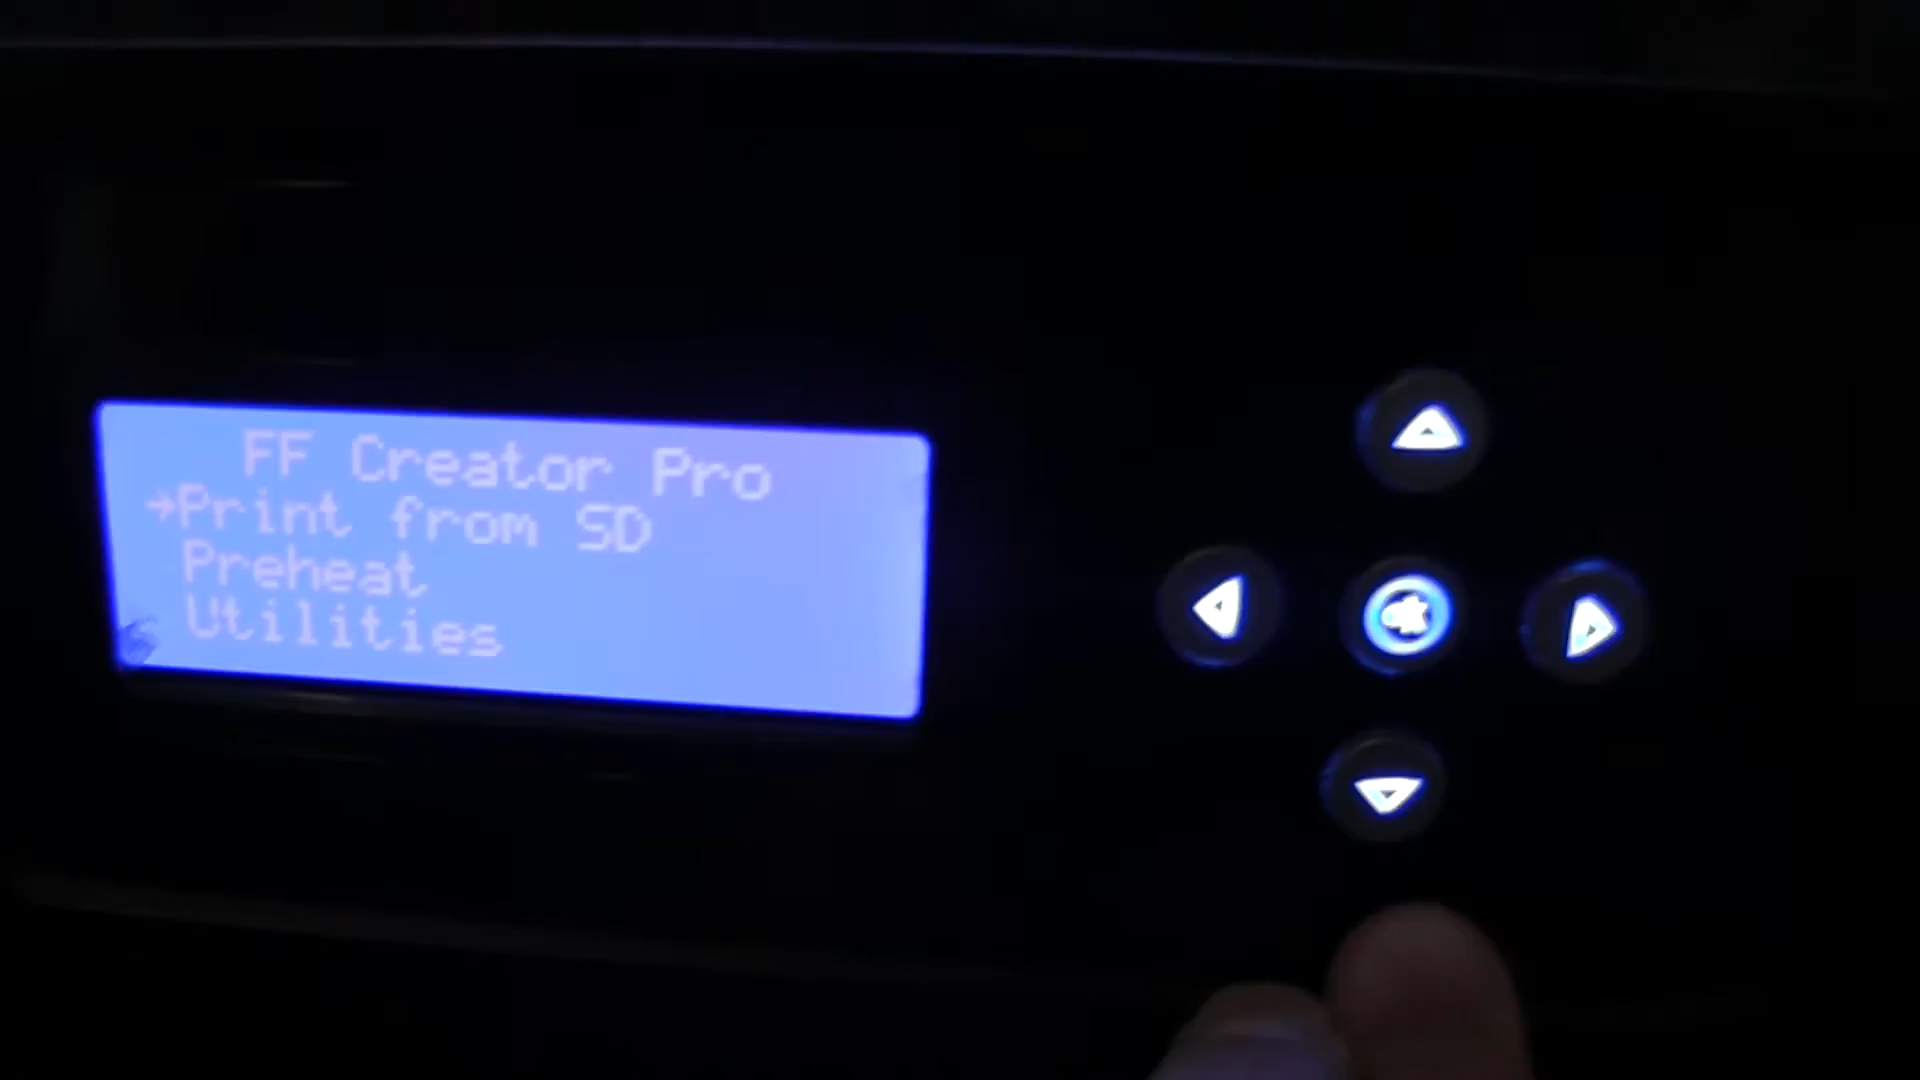 FF Creator Pro
→Print from SD
Preheat
Utilities